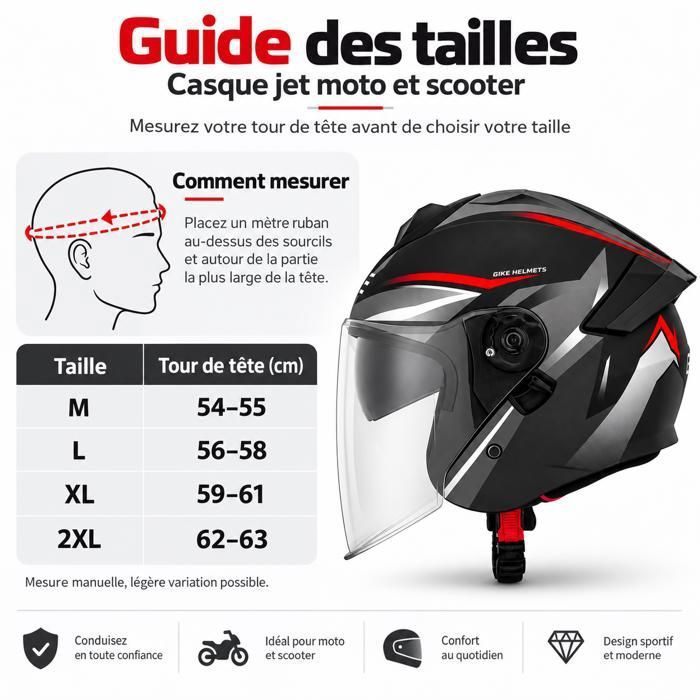 Guide des tailles
Casque jet moto et scooter
Mesurez votre tour de tête avant de choisir votre taille
Comment mesurer
Placez un mètre ruban
au-dessus des sourcils
et autour de la partie
la plus large de la tête.
GIKE HELMETS
Taille Tour de tête (cm)
M 54–55
L 56–58
XL 59–61
2XL 62–63
Mesure manuelle, légère variation possible.
Conduisez
en toute confiance
Idéal pour moto
et scooter
Confort
au quotidien
Design sportif
et moderne